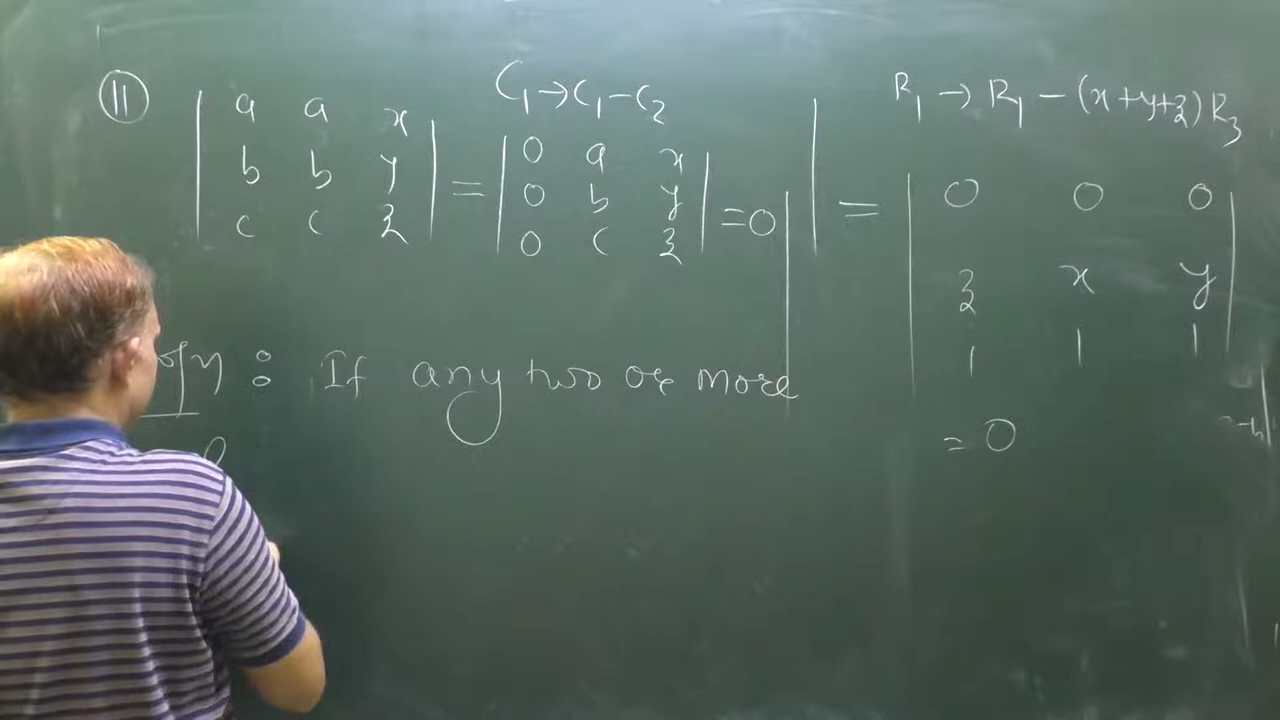 ⑪ | a a x | C₁→C₁−C₂
| b b y | = | 0 a x |
| c c z | | 0 b y | =0
| 0 c z |
: If any two or more
R₁ → R₁ − (x+y+z) R₃
| = | 0 0 0 |
| z x y |
| 1 1 1 |
= 0